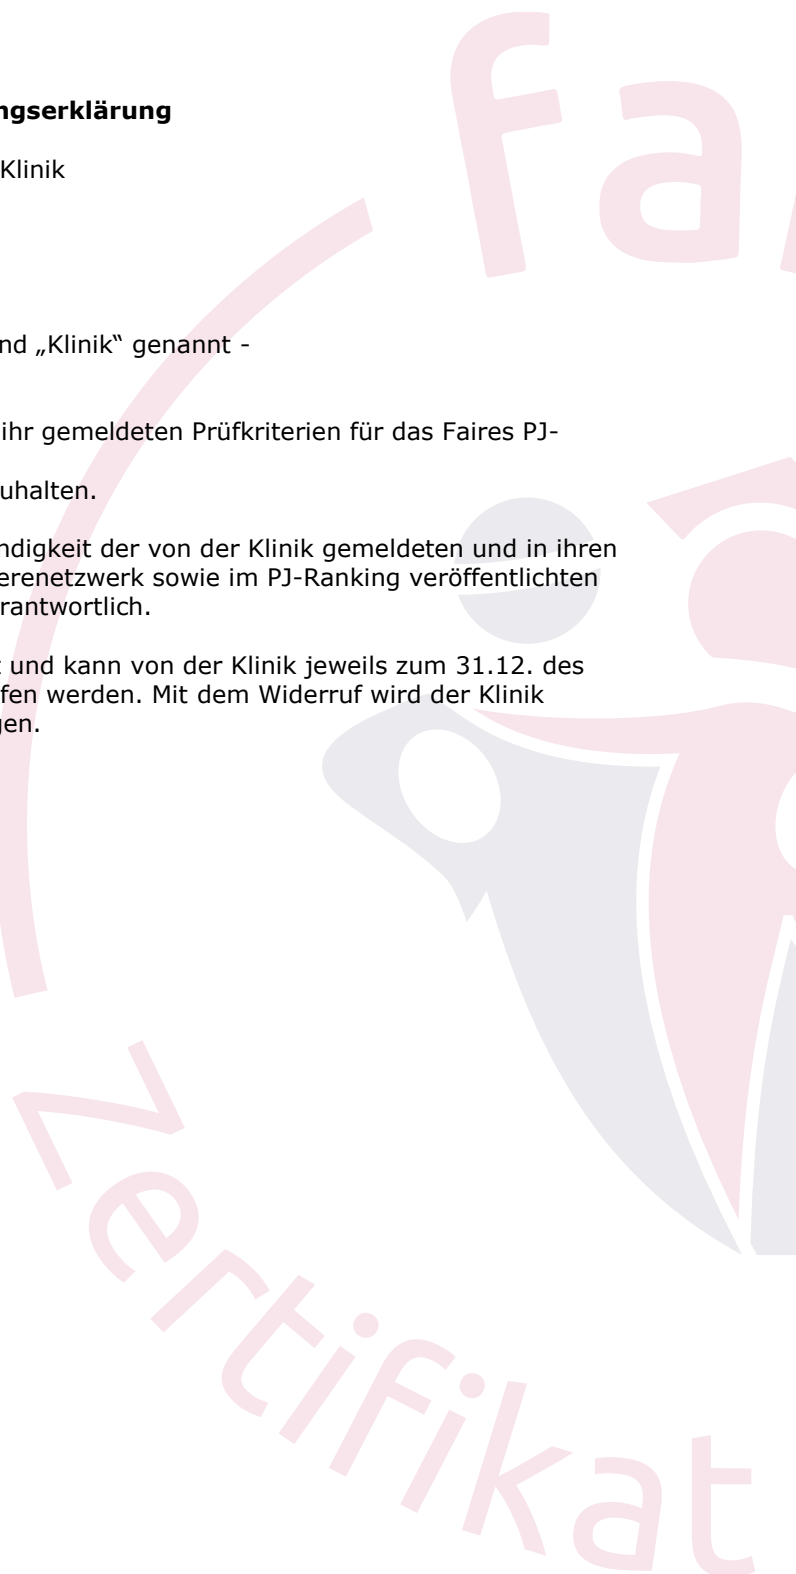 ngserklärung
Klinik
nd „Klinik“ genannt -
ihr gemeldeten Prüfkriterien für das Faires PJ-
uhalten.
ndigkeit der von der Klinik gemeldeten und in ihren
erenetzwerk sowie im PJ-Ranking veröffentlichten
rantwortlich.
t und kann von der Klinik jeweils zum 31.12. des
fen werden. Mit dem Widerruf wird der Klinik
gen.
fa
zertifikat